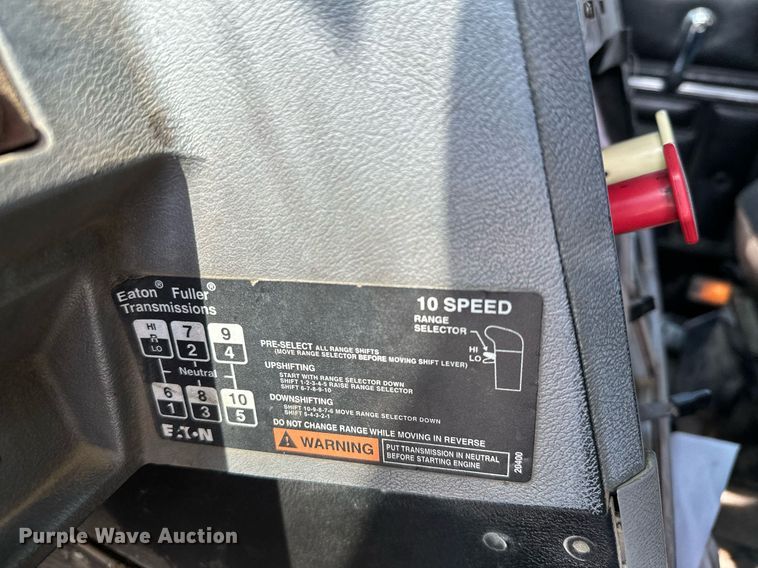 Eaton® Fuller®
Transmissions
10 SPEED
RANGE
SELECTOR
HI
LO
HI
R
LO
7
2
9
4
Neutral
6
1
8
3
10
5
EATON
PRE-SELECT ALL RANGE SHIFTS
(MOVE RANGE SELECTOR BEFORE MOVING SHIFT LEVER)
UPSHIFTING
START WITH RANGE SELECTOR DOWN
SHIFT 1-2-3-4-5 RAISE RANGE SELECTOR
SHIFT 6-7-8-9-10
DOWNSHIFTING
SHIFT 10-9-8-7-6 MOVE RANGE SELECTOR DOWN
SHIFT 5-4-3-2-1
DO NOT CHANGE RANGE WHILE MOVING IN REVERSE
WARNING
PUT TRANSMISSION IN NEUTRAL
BEFORE STARTING ENGINE
20400
Purple Wave Auction